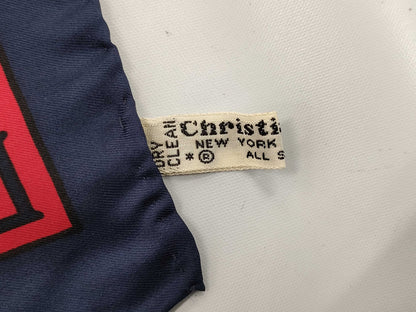 DRY
CLEAN
Christi
NEW YORK
* ® ALL S